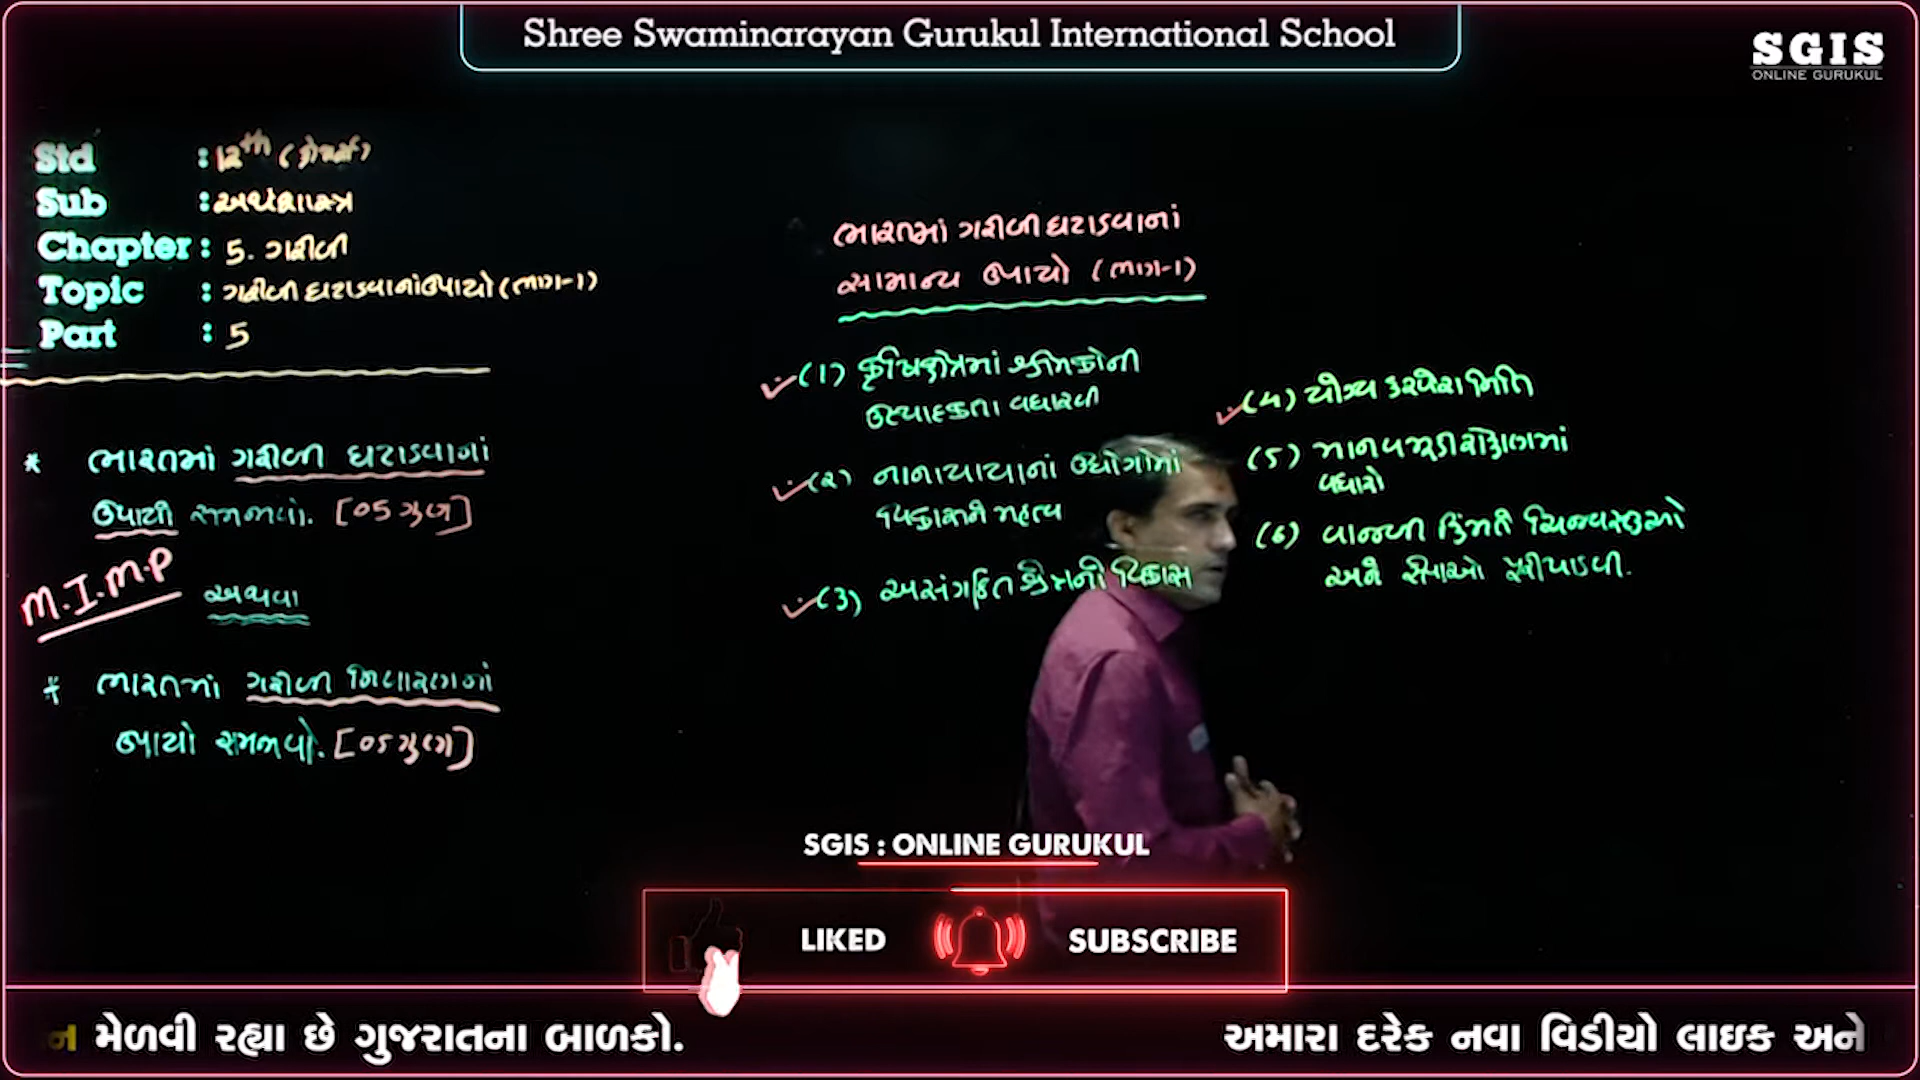 Shree Swaminarayan Gurukul International School
SGIS
ONLINE GURUKUL
Std : 12th (કોમર્સ)
Sub : અર્થશાસ્ત્ર
Chapter : 5. ગરીબી
Topic : ગરીબી ઘટાડવાનાં ઉપાયો (ભાગ-1)
Part : 5
* ભારતમાં ગરીબી ઘટાડવાનાં
ઉપાયો સમજાવો. [05 ગુણ]
M.I.M.P
અથવા
* ભારતમાં ગરીબી નિવારણનાં
ઉપાયો સમજાવો. [05 ગુણ]
ભારતમાં ગરીબી ઘટાડવાનાં
સામાન્ય ઉપાયો (ભાગ-1)
(1) કૃષિક્ષેત્રમાં શ્રમિકોની
ઉત્પાદકતા વધારવી
(૨) નાનાપાયાનાં ઉદ્યોગોનાં
વિકાસને મહત્વ
(3) અસંગઠિત ક્ષેત્રનો વિકાસ
(4) યોગ્ય કરવેરા નિતિ
(5) માનવમૂડીરોકાણમાં
વધારો
(6) વાજબી કિંમતે ચિજવસ્તુઓ
અને સેવાઓ પૂરી પાડવી.
SGIS : ONLINE GURUKUL
LIKED SUBSCRIBE
ન મેળવી રહ્યા છે ગુજરાતના બાળકો. અમારા દરેક નવા વિડીયો લાઇક અને